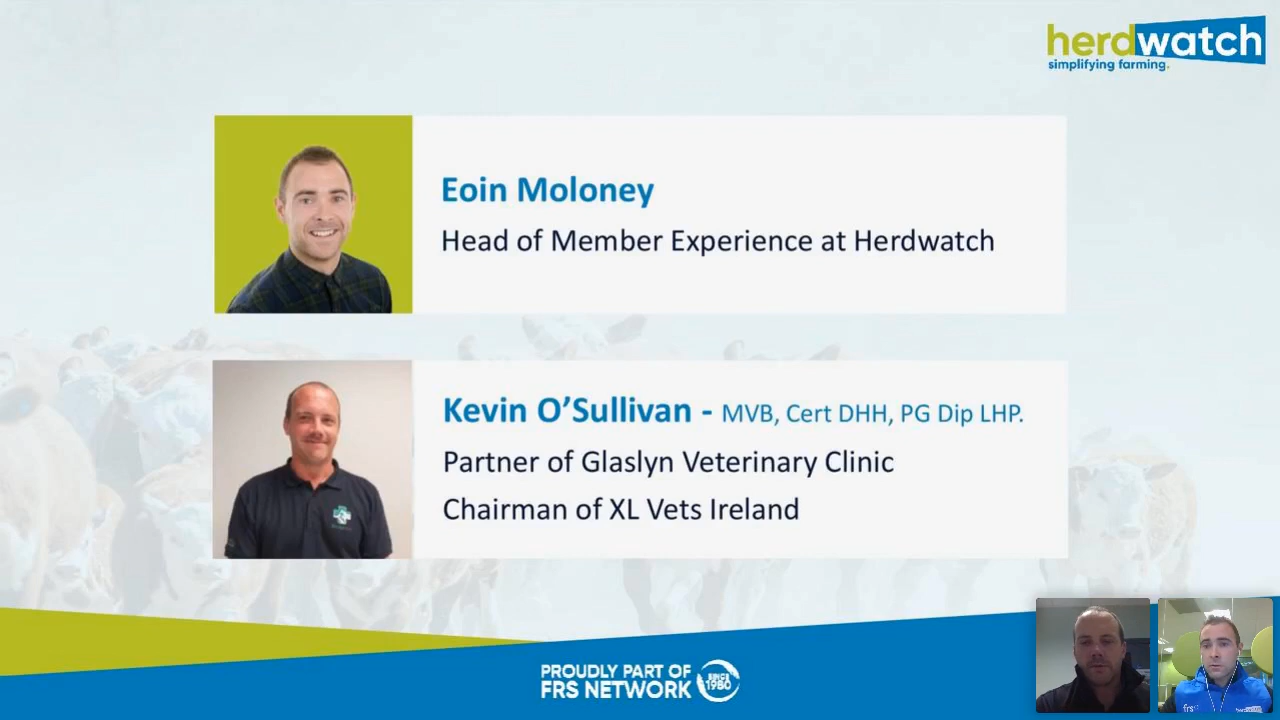 herdwatch
simplifying farming.
Eoin Moloney
Head of Member Experience at Herdwatch
Kevin O’Sullivan - MVB, Cert DHH, PG Dip LHP.
Partner of Glaslyn Veterinary Clinic
Chairman of XL Vets Ireland
PROUDLY PART OF
FRS NETWORK
SINCE
1980
frs